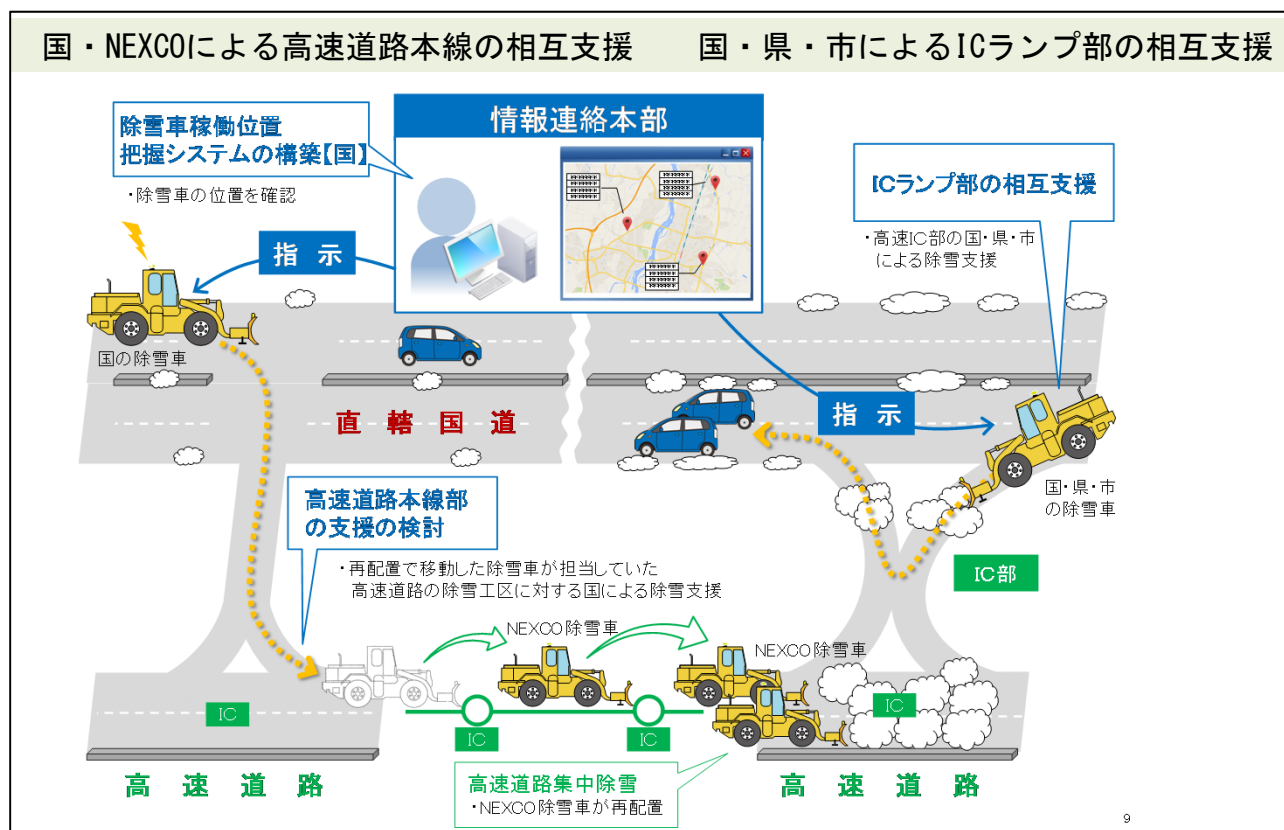 国・NEXCOによる高速道路本線の相互支援 国・県・市によるICランプ部の相互支援
情報連絡本部
除雪車稼働位置
把握システムの構築【国】
・除雪車の位置を確認
指示
ICランプ部の相互支援
・高速IC部の国・県・市
による除雪支援
国の除雪車
直轄国道
指示
国・県・市
の除雪車
高速道路本線部
の支援の検討
・再配置で移動した除雪車が担当していた
高速道路の除雪工区に対する国による除雪支援
IC部
NEXCO除雪車
NEXCO除雪車
IC
IC
IC
IC
高速道路
高速道路集中除雪
・NEXCO除雪車が再配置
高速道路
9